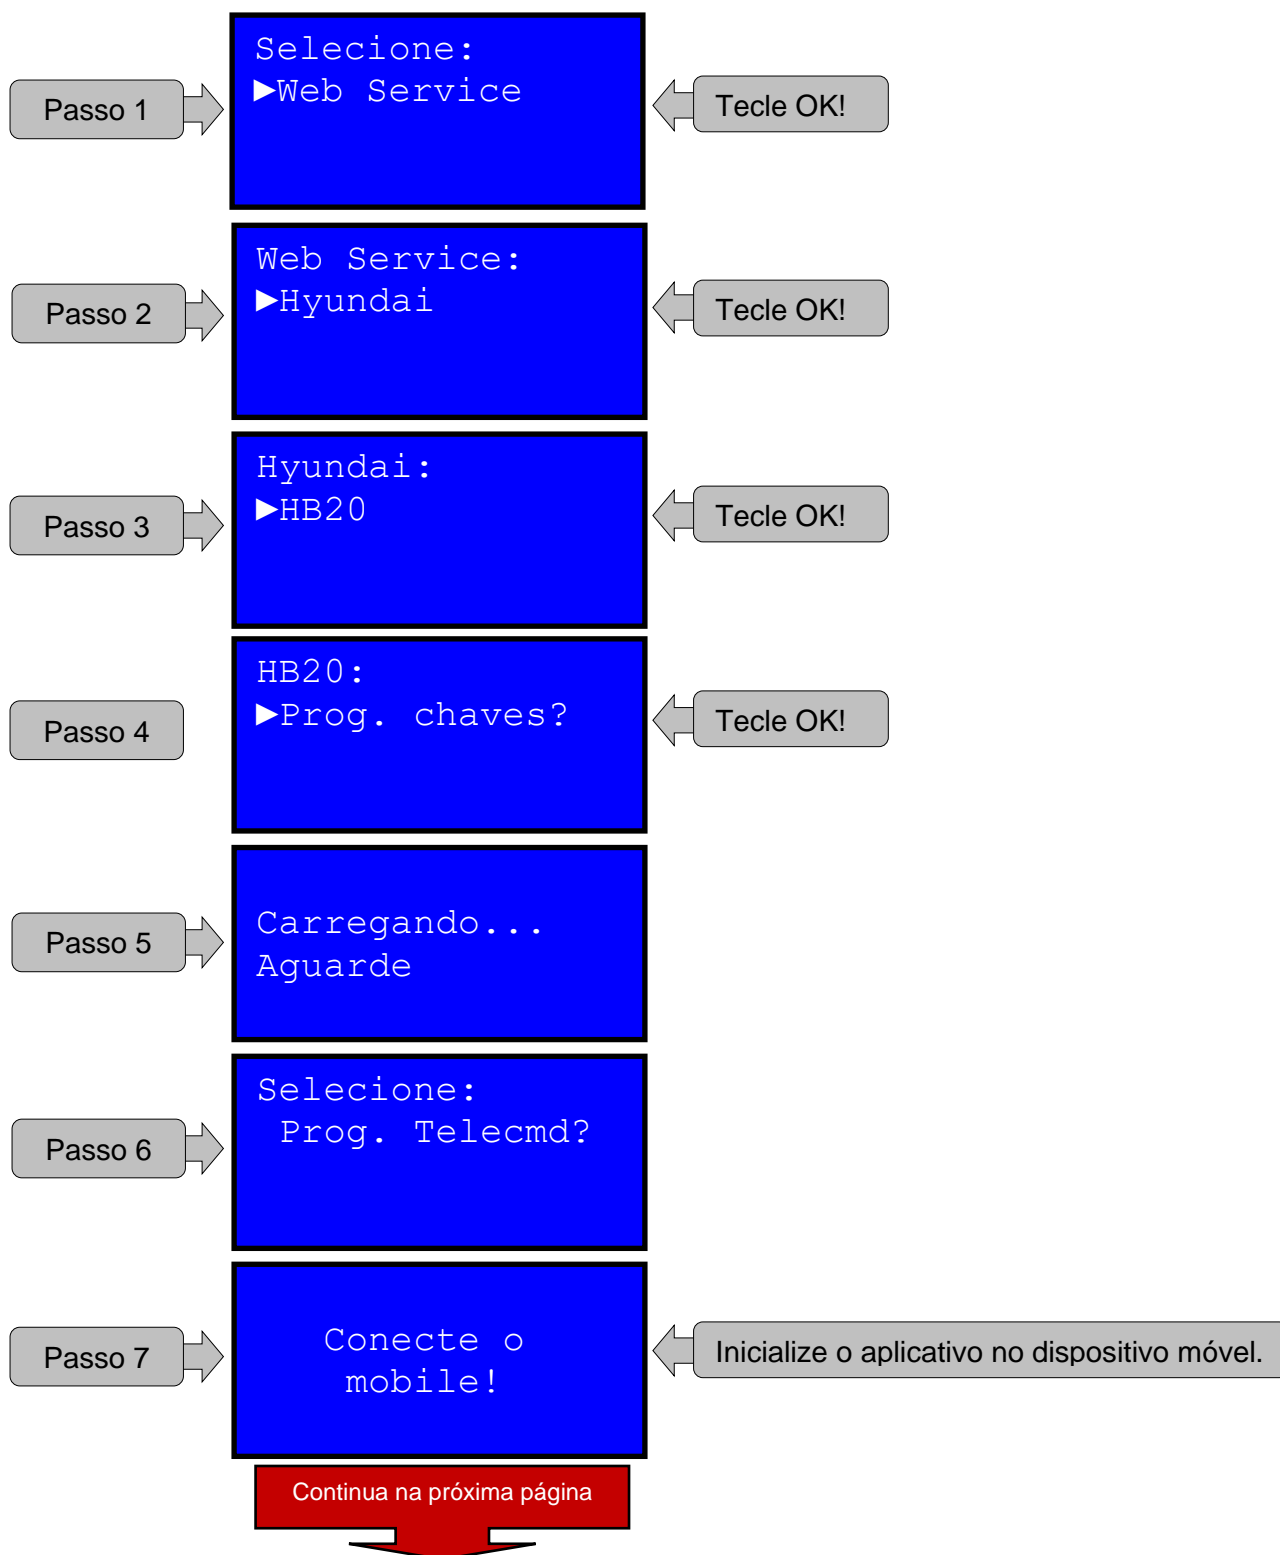 Selecione:
►Web Service
Passo 1
Tecle OK!
Web Service:
►Hyundai
Passo 2
Tecle OK!
Hyundai:
►HB20
Passo 3
Tecle OK!
HB20:
►Prog. chaves?
Passo 4
Tecle OK!
Carregando...
Aguarde
Passo 5
Selecione:
Prog. Telecmd?
Passo 6
Conecte o
mobile!
Passo 7
Inicialize o aplicativo no dispositivo móvel.
Continua na próxima página